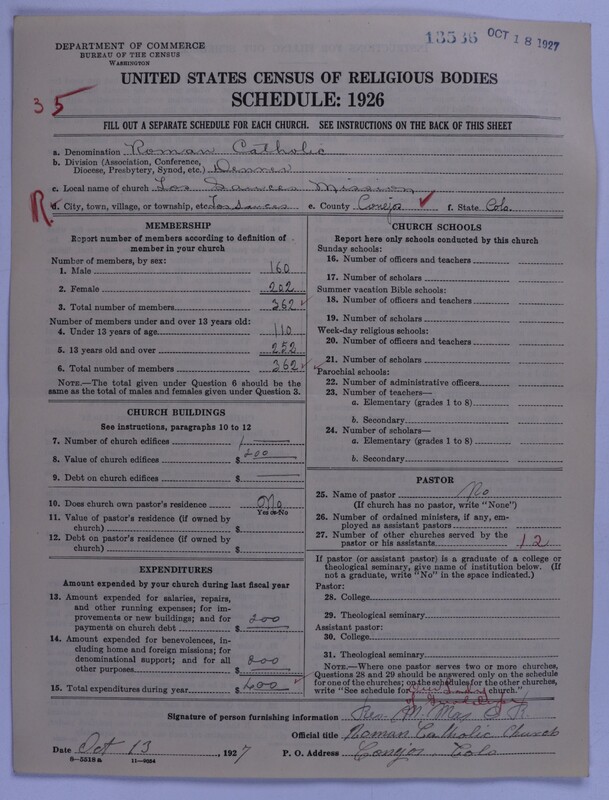 13536 OCT 18 1927
DEPARTMENT OF COMMERCE
BUREAU OF THE CENSUS
WASHINGTON
UNITED STATES CENSUS OF RELIGIOUS BODIES
SCHEDULE: 1926
35
FILL OUT A SEPARATE SCHEDULE FOR EACH CHURCH. SEE INSTRUCTIONS ON THE BACK OF THIS SHEET
a. Denomination Roman Catholic
b. Division (Association, Conference,
Diocese, Presbytery, Synod, etc.) Denver
c. Local name of church Los Sauces Mission
R.
d. City, town, village, or township, etc. Los Sauces e. County Conejos ✓ f. State Colo.
MEMBERSHIP
Report number of members according to definition of
member in your church
Number of members, by sex:
1. Male 160
2. Female 202
3. Total number of members 362 ✓
Number of members under and over 13 years old:
4. Under 13 years of age 110
5. 13 years old and over 252
6. Total number of members 362 ✓
NOTE.—The total given under Question 6 should be
same as the total of males and females given under Question 3.
CHURCH BUILDINGS
See instructions, paragraphs 10 to 12
7. Number of church edifices 1
8. Value of church edifices $ 200
9. Debt on church edifices $
10. Does church own pastor's residence No
Yes or No
11. Value of pastor's residence (if owned by
church) $
12. Debt on pastor's residence (if owned by
church) $
EXPENDITURES
Amount expended by your church during last fiscal year
13. Amount expended for salaries, repairs,
and other running expenses; for im-
provements or new buildings; and for
payments on church debt $ 200
14. Amount expended for benevolences, in-
cluding home and foreign missions; for
denominational support; and for all
other purposes $ 200
15. Total expenditures during year $ 400 ✓
CHURCH SCHOOLS
Report here only schools conducted by this church
Sunday schools:
16. Number of officers and teachers
17. Number of scholars
Summer vacation Bible schools:
18. Number of officers and teachers
19. Number of scholars
Week-day religious schools:
20. Number of officers and teachers
21. Number of scholars
Parochial schools:
22. Number of administrative officers
23. Number of teachers—
a. Elementary (grades 1 to 8)
b. Secondary
24. Number of scholars—
a. Elementary (grades 1 to 8)
b. Secondary
PASTOR
25. Name of pastor No
(If church has no pastor, write "None")
26. Number of ordained ministers, if any, em-
ployed as assistant pastors
27. Number of other churches served by the
pastor or his assistants 12
If pastor (or assistant pastor) is a graduate of a college or
theological seminary, give name of institution below. (If
not a graduate, write "No" in the space indicated.)
Pastor:
28. College
29. Theological seminary
Assistant pastor:
30. College
31. Theological seminary
NOTE.—Where one pastor serves two or more churches,
Questions 28 and 29 should be answered only on the schedule
for one of the churches; on the schedules for the other churches,
write "See schedule for Our Lady church."
of Guadalupe
Signature of person furnishing information Rev. M.
Official title Roman Catholic Church
Date Oct 13, 1927 P. O. Address Conejos, Colo
8—5518 a 11—9024